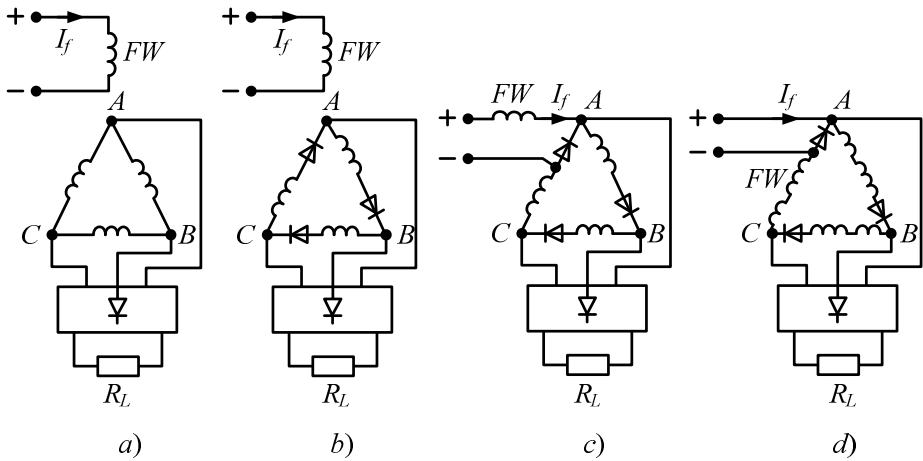 + I_f FW
−
A
C B
R_L
a)
+ I_f FW
−
A
C B
R_L
b)
+ FW I_f A
−
C B
R_L
c)
+ I_f A
−
FW
C B
R_L
d)